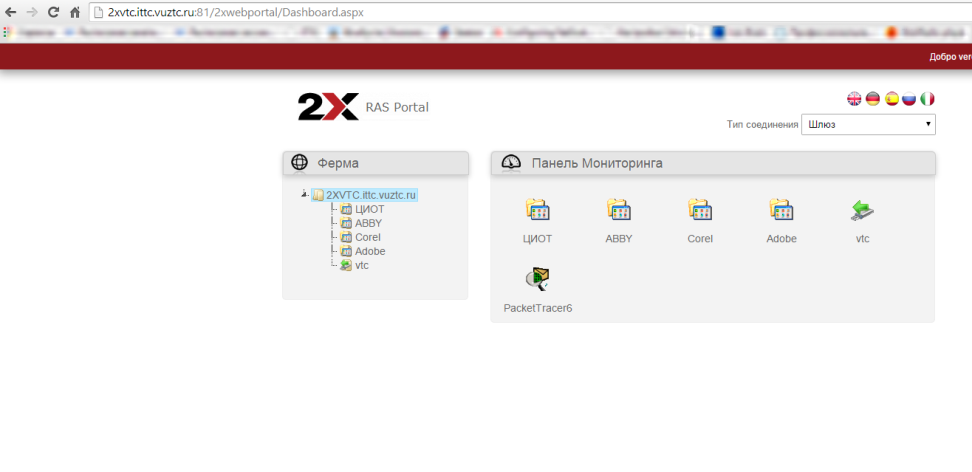 2xvtc.ittc.vuztc.ru:81/2xwebportal/Dashboard.aspx
Добро
2X RAS Portal
Тип соединения Шлюз
Ферма
2XVTC.ittc.vuztc.ru
ЦИОТ
ABBY
Corel
Adobe
vtc
Панель Мониторинга
ЦИОТ ABBY Corel Adobe vtc
PacketTracer6